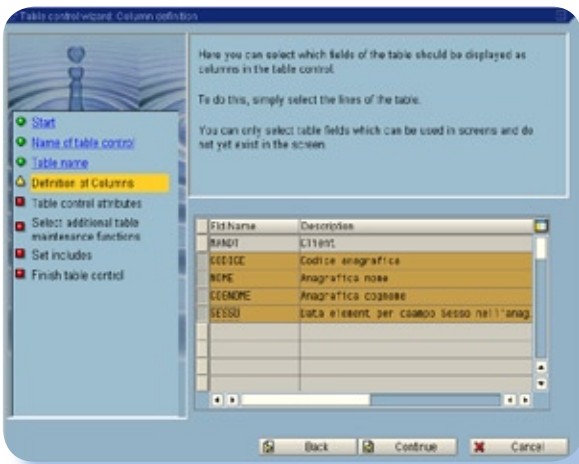 Table control wizard: Column definition
Here you can select which fields of the table should be displayed as
columns in the table control.
To do this, simply select the lines of the table.
You can only select table fields which can be used in screens and do
not yet exist in the screen.
Start
Name of table control
Table name
Definition of Columns
Table control attributes
Select additional table
maintenance functions
Set includes
Finish table control
Fld Name Description
MANDT Client
CODICE Codice anagrafica
NOME Anagrafica nome
COGNOME Anagrafica cognome
SESSO Data element per caampo Sesso nell'anag
Back Continue Cancel